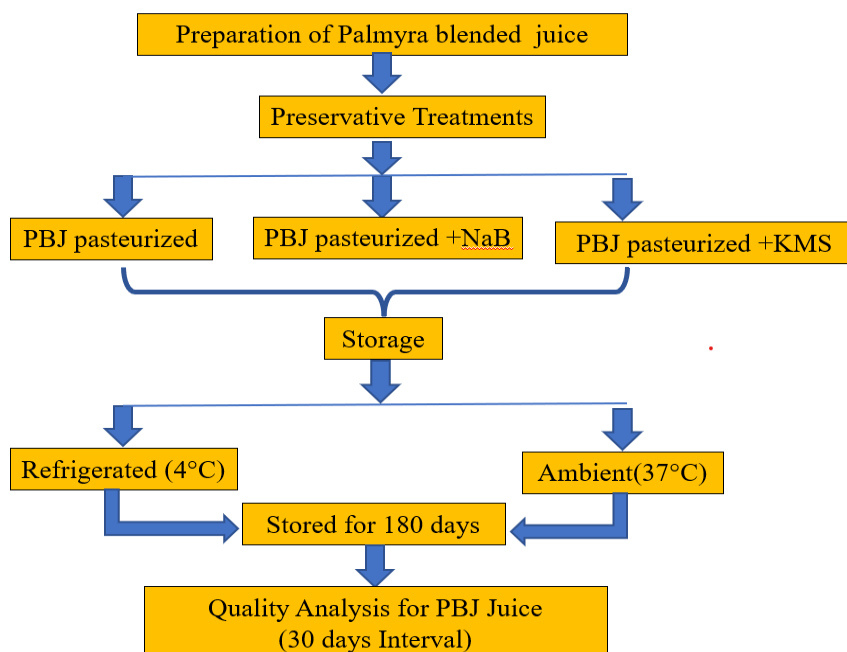 Preparation of Palmyra blended juice
Preservative Treatments
PBJ pasteurized
PBJ pasteurized +NaB
PBJ pasteurized +KMS
Storage
Refrigerated (4°C)
Ambient(37°C)
Stored for 180 days
Quality Analysis for PBJ Juice
(30 days Interval)